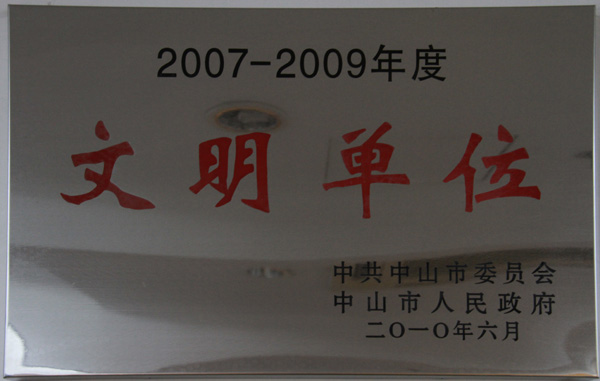 2007-2009年度
文明单位
中共中山市委员会
中山市人民政府
二〇一〇年六月